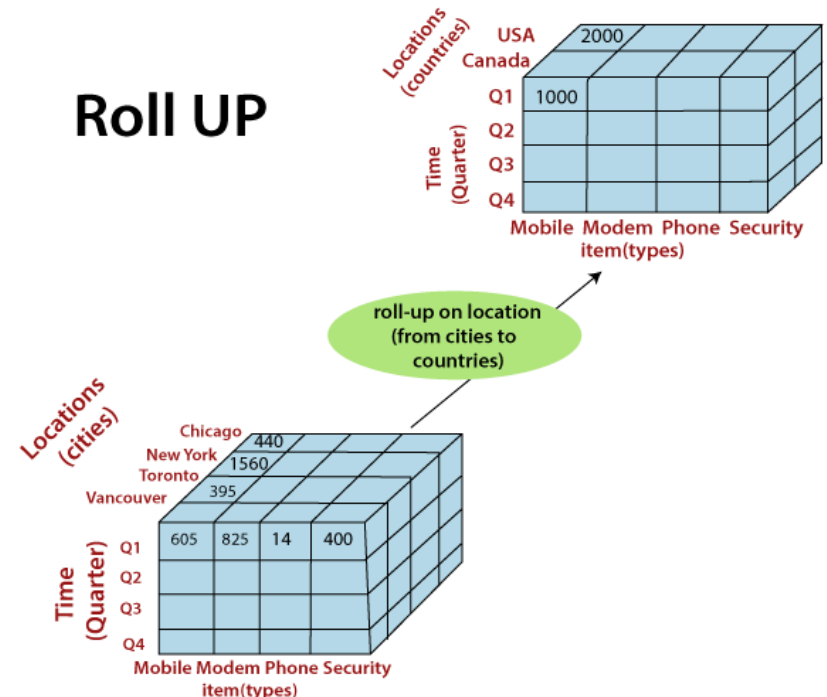 Roll UP
Locations
(countries)
USA
Canada
2000
Time
(Quarter)
Q1
1000
Q2
Q3
Q4
Mobile Modem Phone Security
item(types)
roll-up on location
(from cities to
countries)
Locations
(cities)
Chicago
440
New York
1560
Toronto
395
Vancouver
Time
(Quarter)
Q1
605 825 14 400
Q2
Q3
Q4
Mobile Modem Phone Security
item(types)